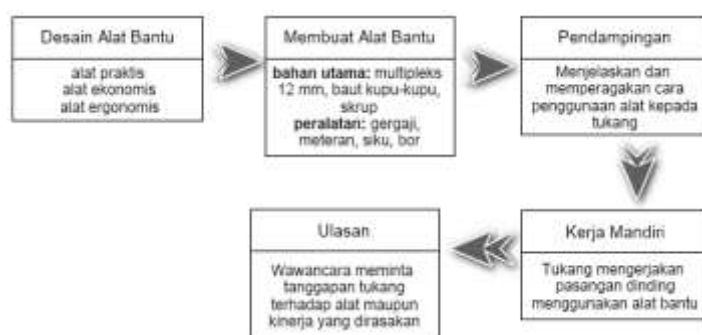 Desain Alat Bantu
alat praktis
alat ekonomis
alat ergonomis
Membuat Alat Bantu
bahan utama: multipleks
12 mm, baut kupu-kupu,
skrup
peralatan: gergaji,
meteran, siku, bor
Pendampingan
Menjelaskan dan
memperagakan cara
penggunaan alat kepada
tukang
Kerja Mandiri
Tukang mengerjakan
pasangan dinding
menggunakan alat bantu
Ulasan
Wawancara meminta
tanggapan tukang
terhadap alat maupun
kinerja yang dirasakan